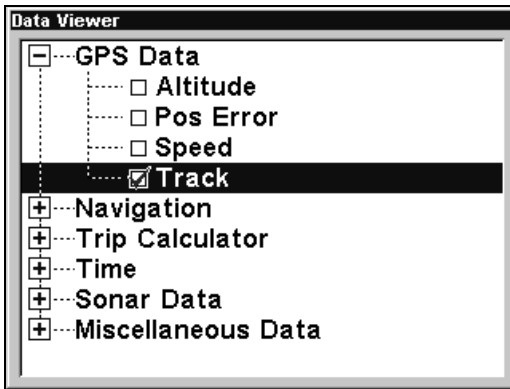 Data Viewer
GPS Data
Altitude
Pos Error
Speed
Track
Navigation
Trip Calculator
Time
Sonar Data
Miscellaneous Data